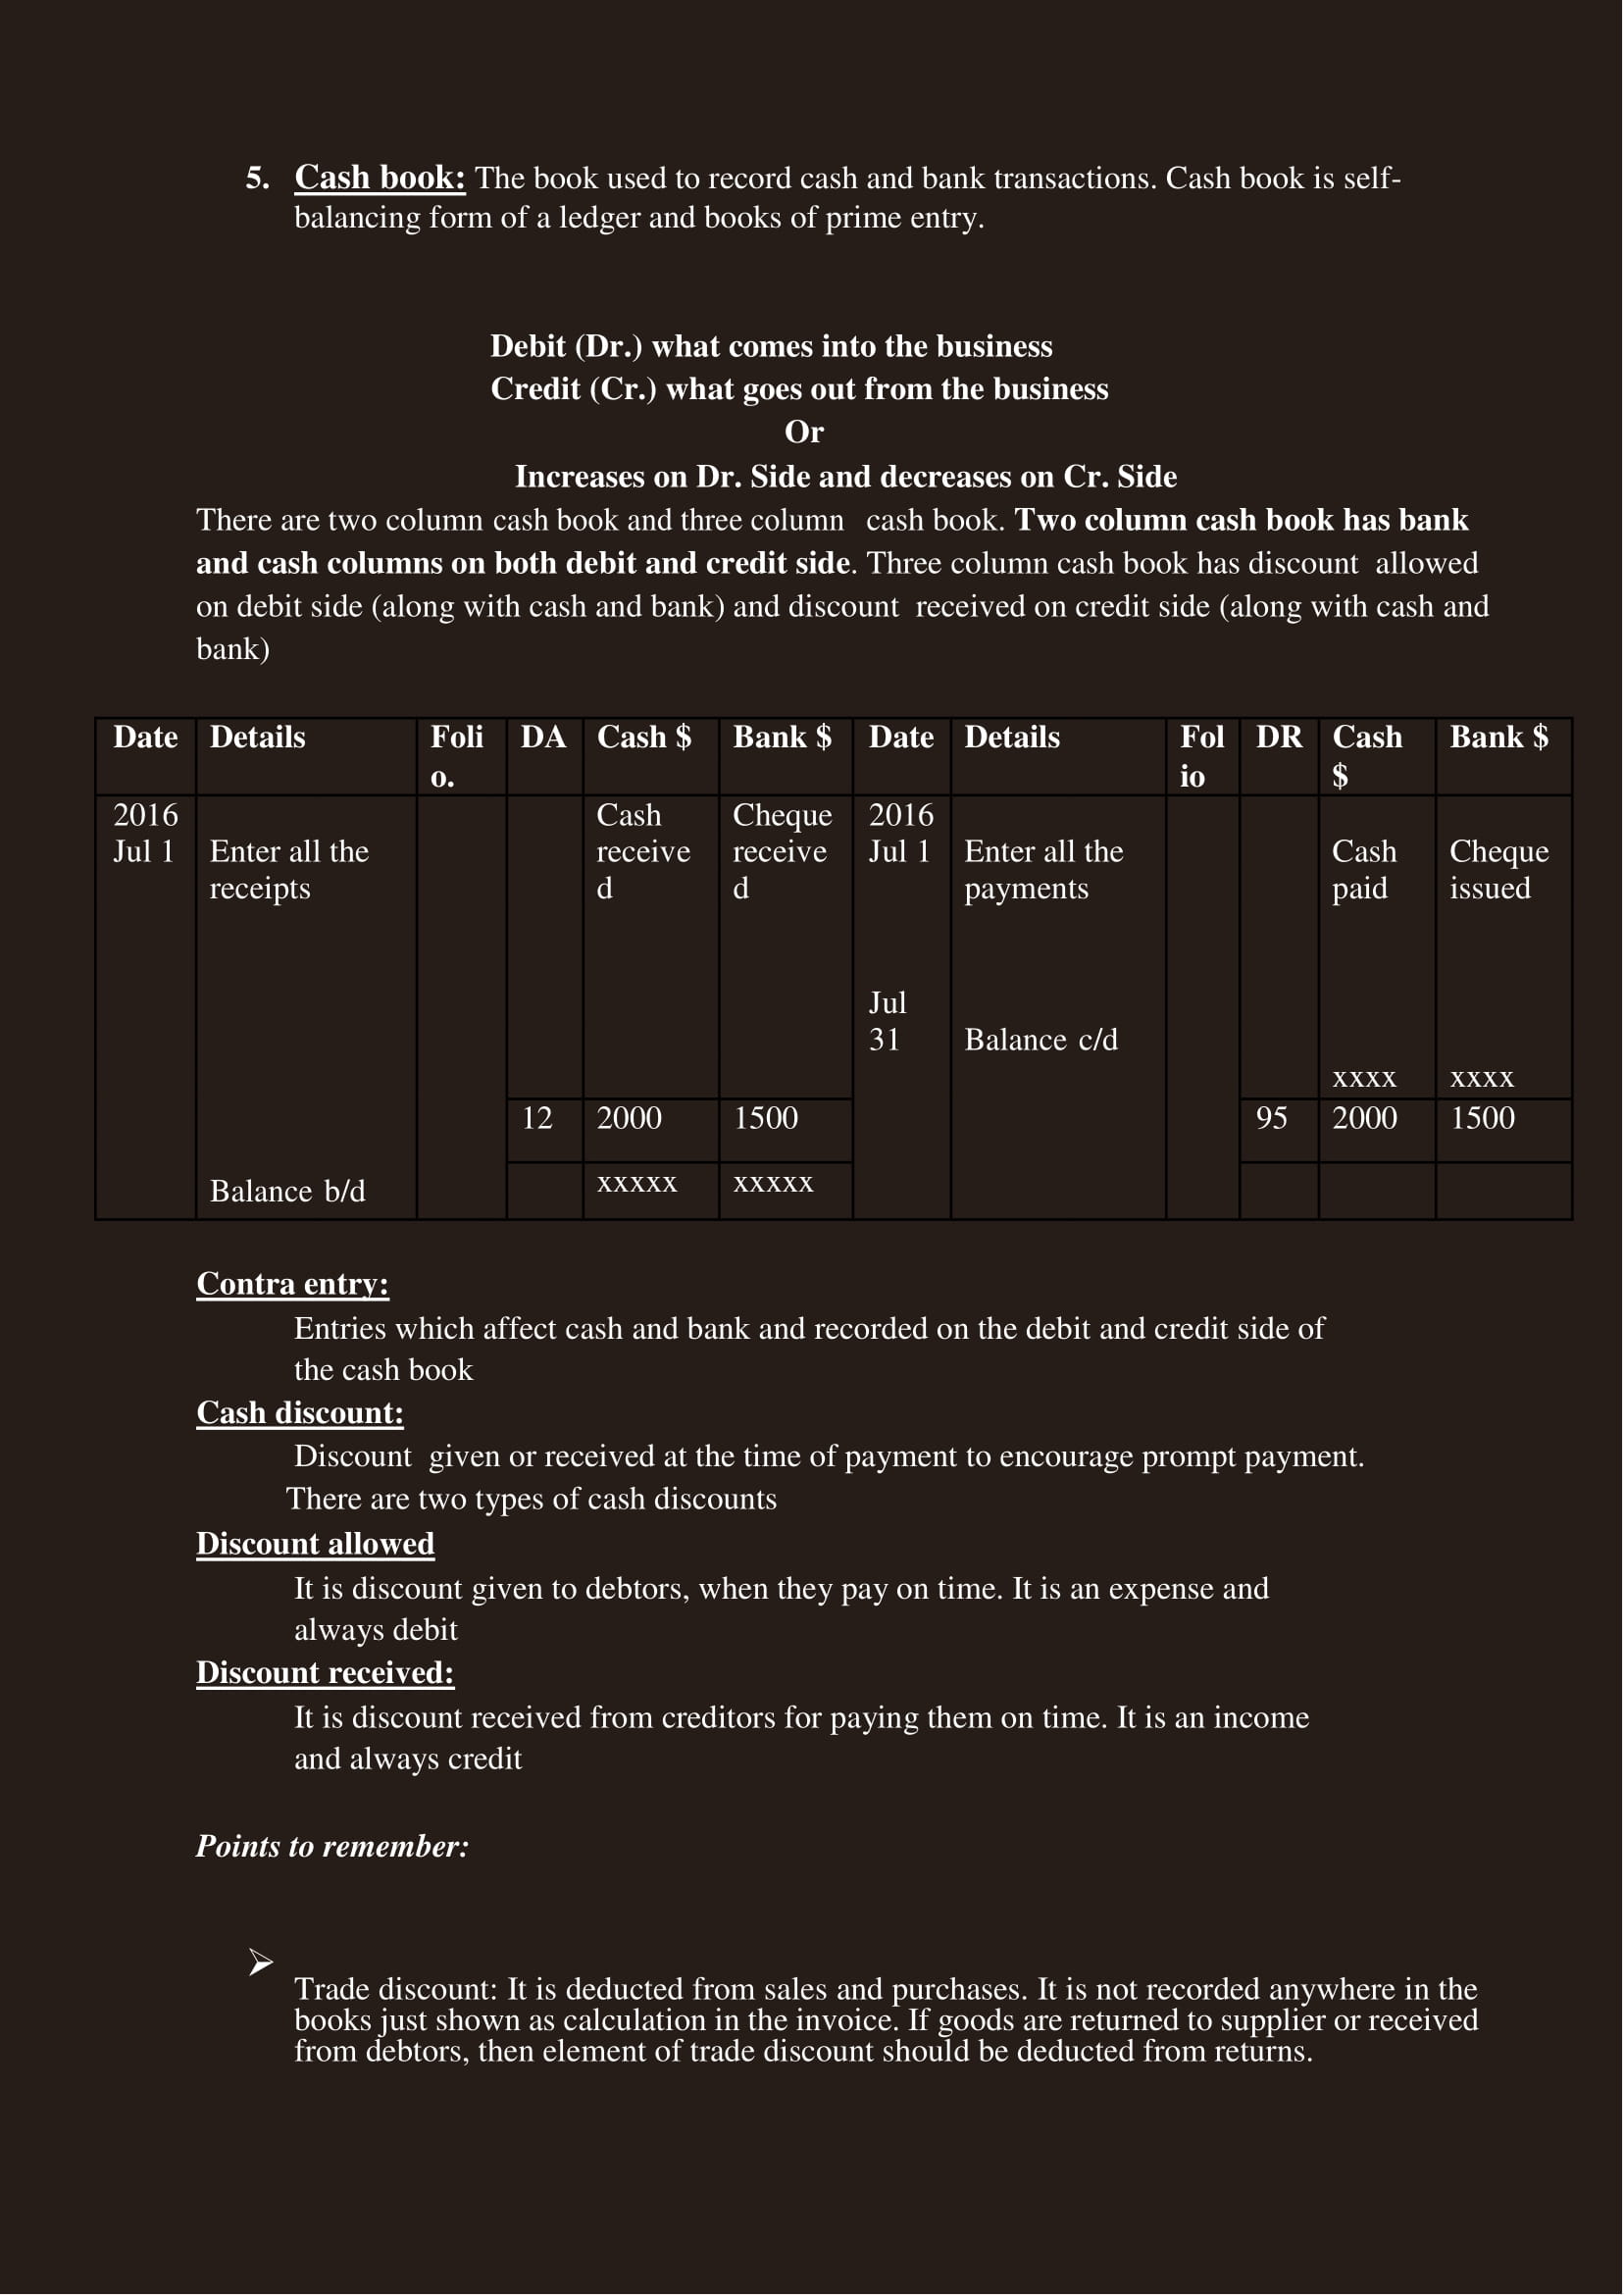 5. Cash book: The book used to record cash and bank transactions. Cash book is self-
balancing form of a ledger and books of prime entry.
Debit (Dr.) what comes into the business
Credit (Cr.) what goes out from the business
Or
Increases on Dr. Side and decreases on Cr. Side
There are two column cash book and three column cash book. Two column cash book has bank
and cash columns on both debit and credit side. Three column cash book has discount allowed
on debit side (along with cash and bank) and discount received on credit side (along with cash and
bank)
Date Details Foli DA Cash $ Bank $ Date Details Fol DR Cash Bank $
o. io $
2016 Cash Cheque 2016
Jul 1 Enter all the receive receive Jul 1 Enter all the Cash Cheque
receipts d d payments paid issued
Jul
31 Balance c/d
xxxx xxxx
12 2000 1500 95 2000 1500
Balance b/d xxxxx xxxxx
Contra entry:
Entries which affect cash and bank and recorded on the debit and credit side of
the cash book
Cash discount:
Discount given or received at the time of payment to encourage prompt payment.
There are two types of cash discounts
Discount allowed
It is discount given to debtors, when they pay on time. It is an expense and
always debit
Discount received:
It is discount received from creditors for paying them on time. It is an income
and always credit
Points to remember:
➢
Trade discount: It is deducted from sales and purchases. It is not recorded anywhere in the
books just shown as calculation in the invoice. If goods are returned to supplier or received
from debtors, then element of trade discount should be deducted from returns.